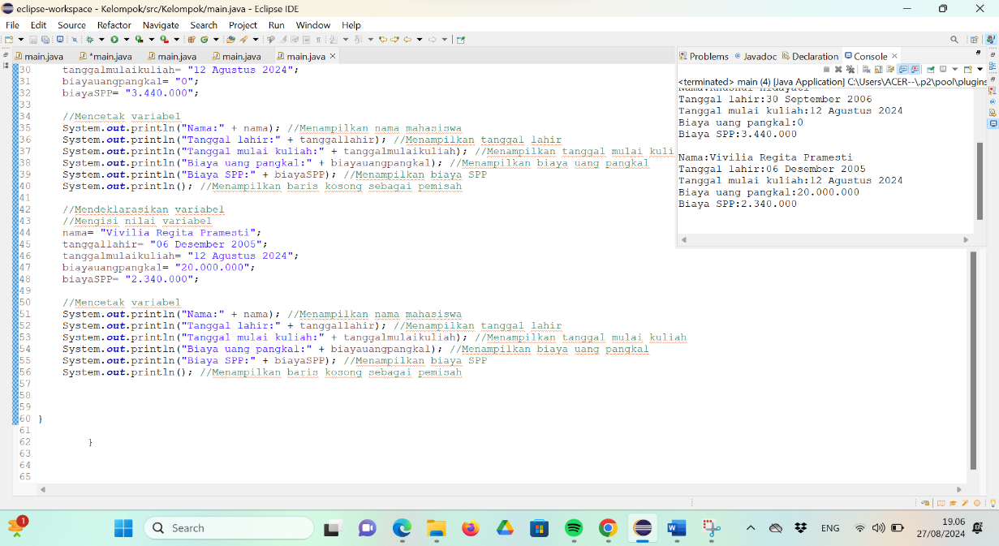 eclipse-workspace - Kelompok/src/Kelompok/main.java - Eclipse IDE
File Edit Source Refactor Navigate Search Project Run Window Help
main.java *main.java main.java main.java main.java
30 tanggalmulaikuliah= "12 Agustus 2024";
31 biayauangpangkal= "0";
32 biayaSPP= "3.440.000";
33
34 //Mencetak variabel
35 System.out.println("Nama:" + nama); //Menampilkan nama mahasiswa
36 System.out.println("Tanggal lahir:" + tanggallahir); //Menampilkan tanggal lahir
37 System.out.println("Tanggal mulai kuliah:" + tanggalmulaikuliah); //Menampilkan tanggal mulai kuli
38 System.out.println("Biaya uang pangkal:" + biayauangpangkal); //Menampilkan biaya uang pangkal
39 System.out.println("Biaya SPP:" + biayaSPP); //Menampilkan biaya SPP
40 System.out.println(); //Menampilkan baris kosong sebagai pemisah
41
42 //Mendeklarasikan variabel
43 //Mengisi nilai variabel
44 nama= "Vivilia Regita Pramesti";
45 tanggallahir= "06 Desember 2005";
46 tanggalmulaikuliah= "12 Agustus 2024";
47 biayauangpangkal= "20.000.000";
48 biayaSPP= "2.340.000";
49
50 //Mencetak variabel
51 System.out.println("Nama:" + nama); //Menampilkan nama mahasiswa
52 System.out.println("Tanggal lahir:" + tanggallahir); //Menampilkan tanggal lahir
53 System.out.println("Tanggal mulai kuliah:" + tanggalmulaikuliah); //Menampilkan tanggal mulai kuliah
54 System.out.println("Biaya uang pangkal:" + biayauangpangkal); //Menampilkan biaya uang pangkal
55 System.out.println("Biaya SPP:" + biayaSPP); //Menampilkan biaya SPP
56 System.out.println(); //Menampilkan baris kosong sebagai pemisah
57
58
59
60 }
61
62 }
63
64
65
Problems Javadoc Declaration Console
<terminated> main (4) [Java Application] C:\Users\ACER--\.p2\pool\plugins
Tanggal lahir:30 September 2006
Tanggal mulai kuliah:12 Agustus 2024
Biaya uang pangkal:0
Biaya SPP:3.440.000
Nama:Vivilia Regita Pramesti
Tanggal lahir:06 Desember 2005
Tanggal mulai kuliah:12 Agustus 2024
Biaya uang pangkal:20.000.000
Biaya SPP:2.340.000
1
Search
ENG
19.06
27/08/2024